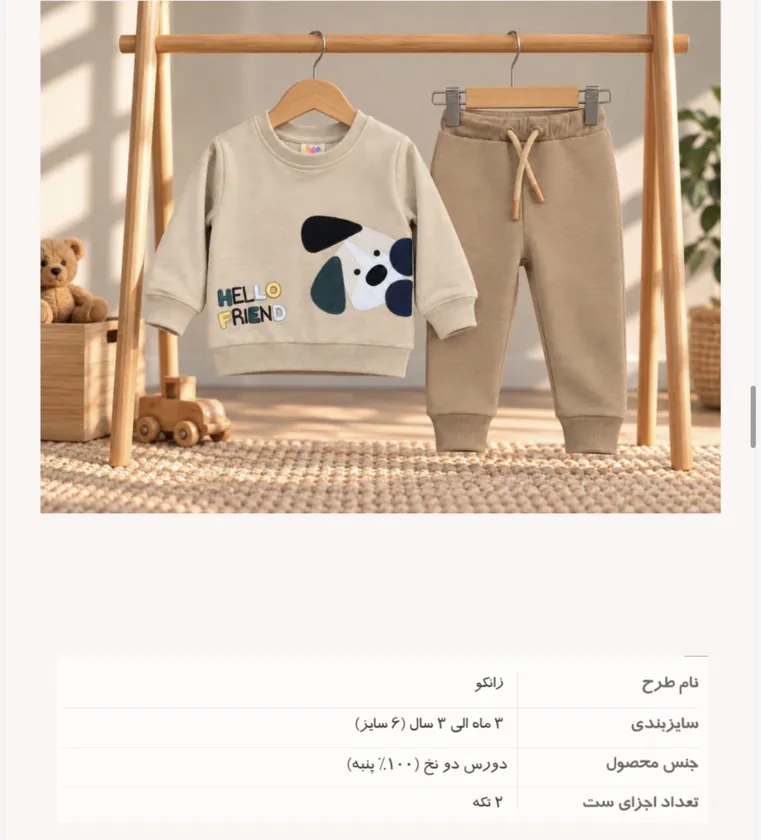 HELLO
FRIEND
نام طرح زانکو
سایزبندی ۳ ماه الی ۳ سال (۶ سایز)
جنس محصول دورس دو نخ (۱۰۰٪ پنبه)
تعداد اجزای ست ۲ تکه